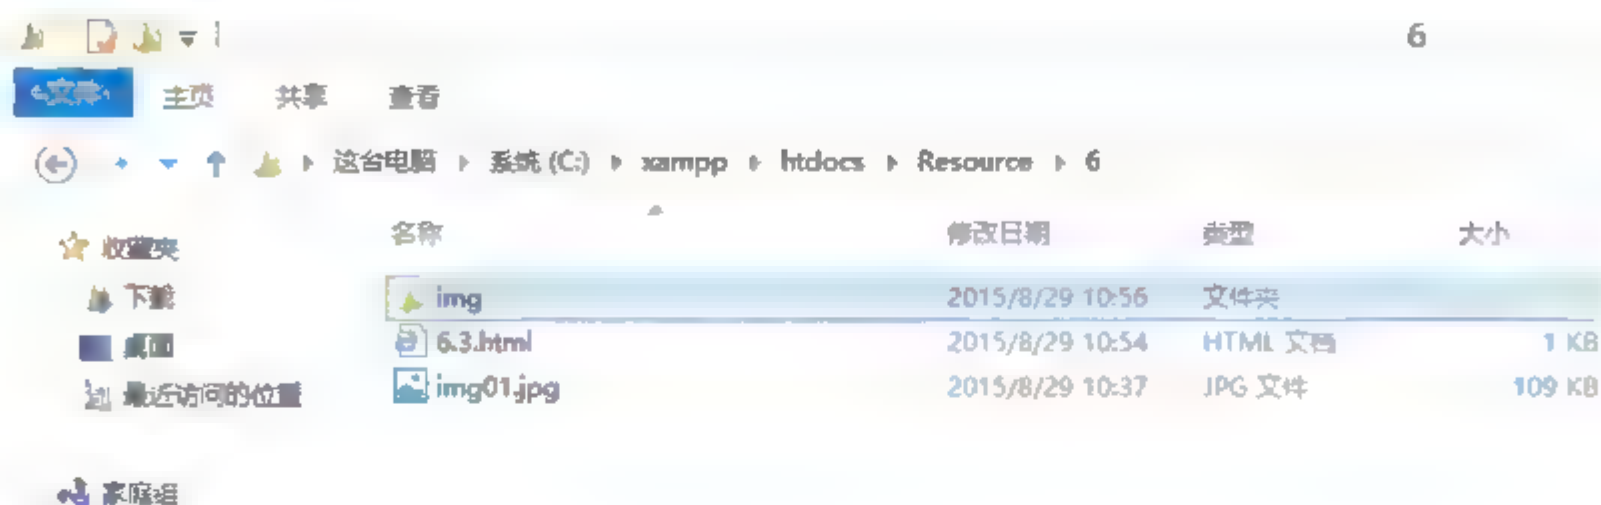 6
文件 主页 共享 查看
这台电脑 系统 (C:) xampp htdocs Resource 6
名称 修改日期 类型 大小
收藏夹
下载
桌面
最近访问的位置
img 2015/8/29 10:56 文件夹
6.3.html 2015/8/29 10:54 HTML 文档 1 KB
img01.jpg 2015/8/29 10:37 JPG 文件 109 KB
家庭组